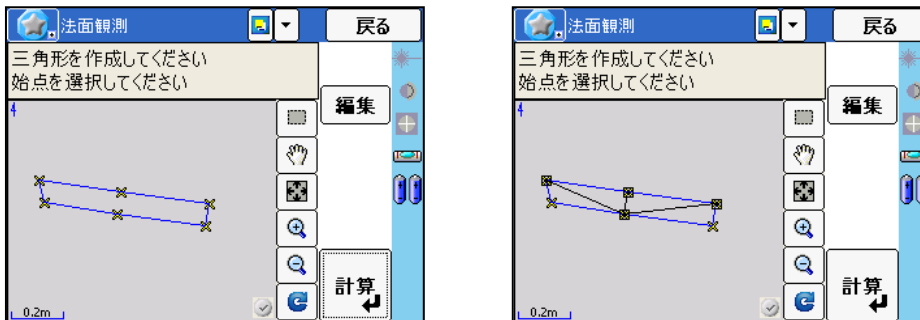 法面観測
戻る
三角形を作成してください
始点を選択してください
編集
4
計算
0.2m
法面観測
戻る
三角形を作成してください
始点を選択してください
編集
4
計算
0.2m